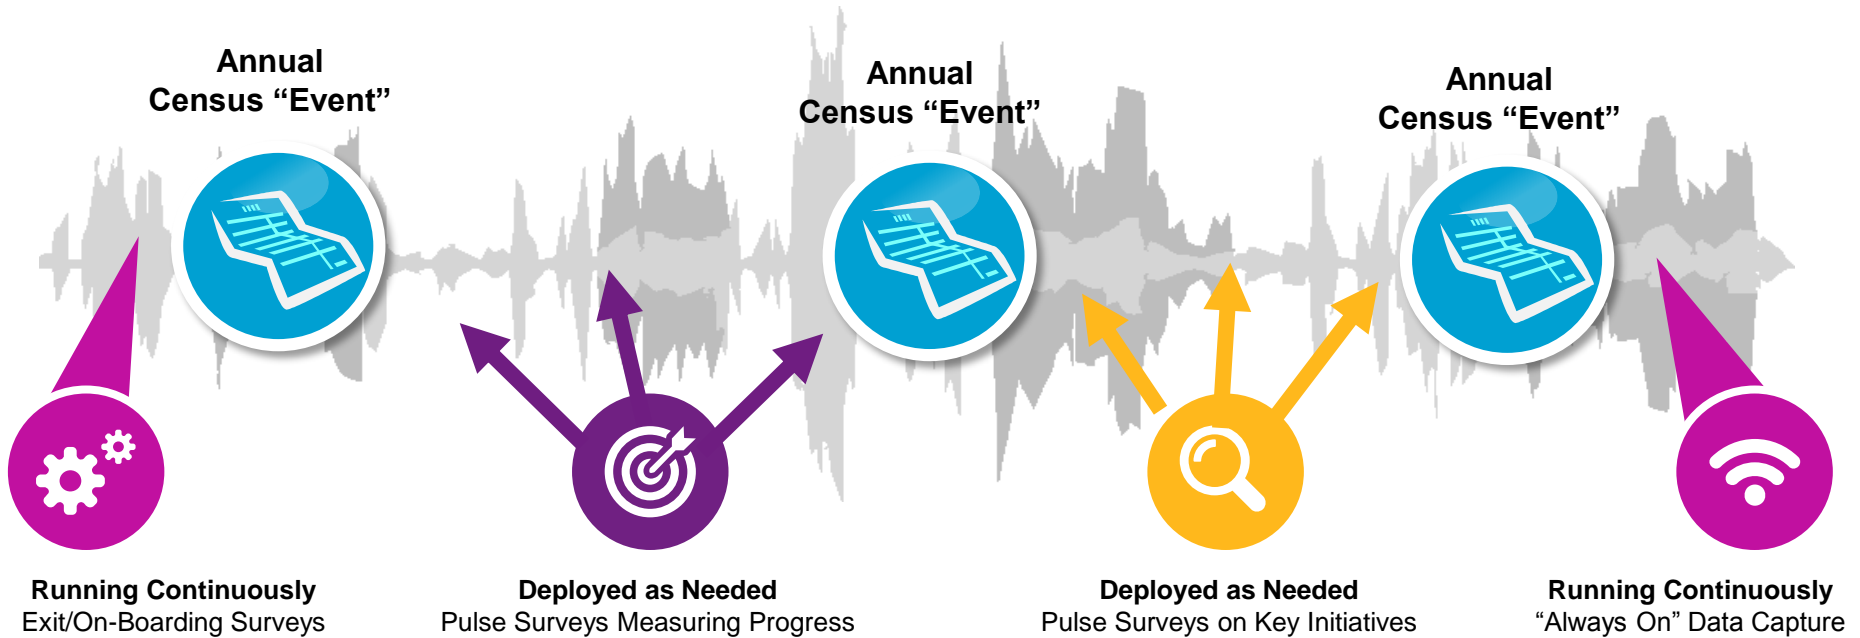 Annual
Census “Event”
Annual
Census “Event”
Annual
Census “Event”
Running Continuously
Exit/On-Boarding Surveys
Deployed as Needed
Pulse Surveys Measuring Progress
Deployed as Needed
Pulse Surveys on Key Initiatives
Running Continuously
“Always On” Data Capture